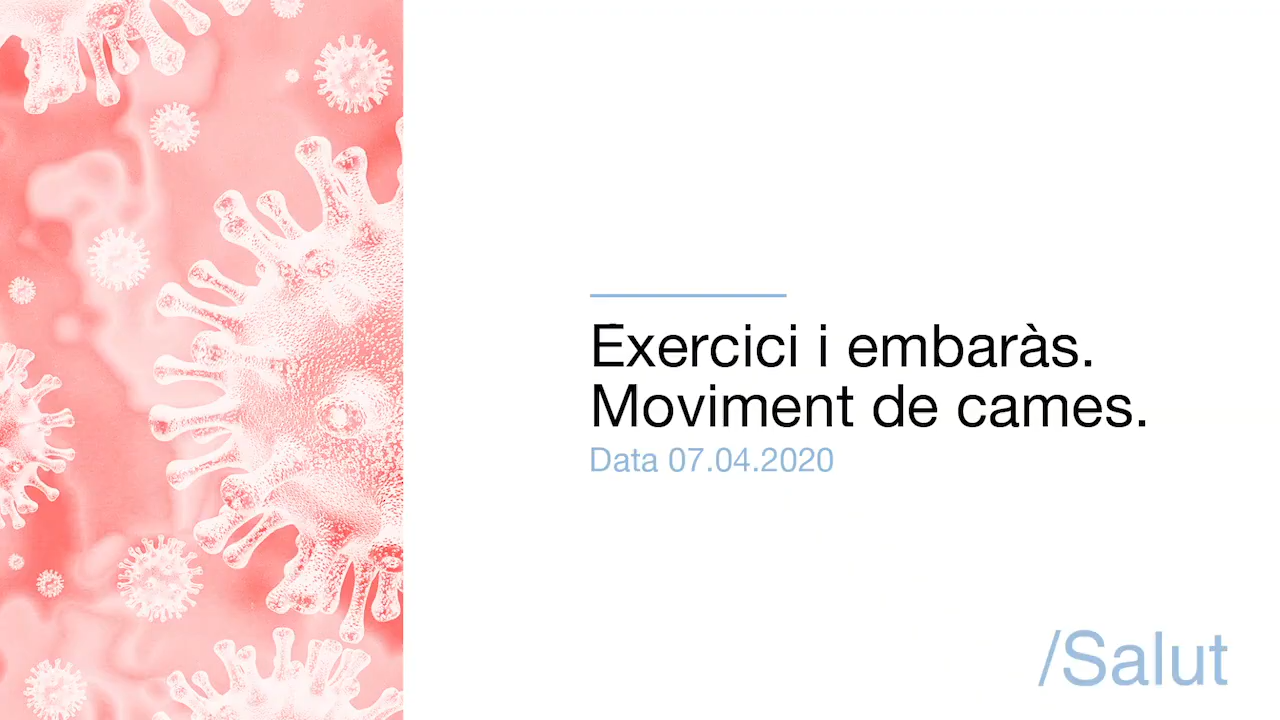 Exercici i embaràs.
Moviment de cames.
Data 07.04.2020
/Salut